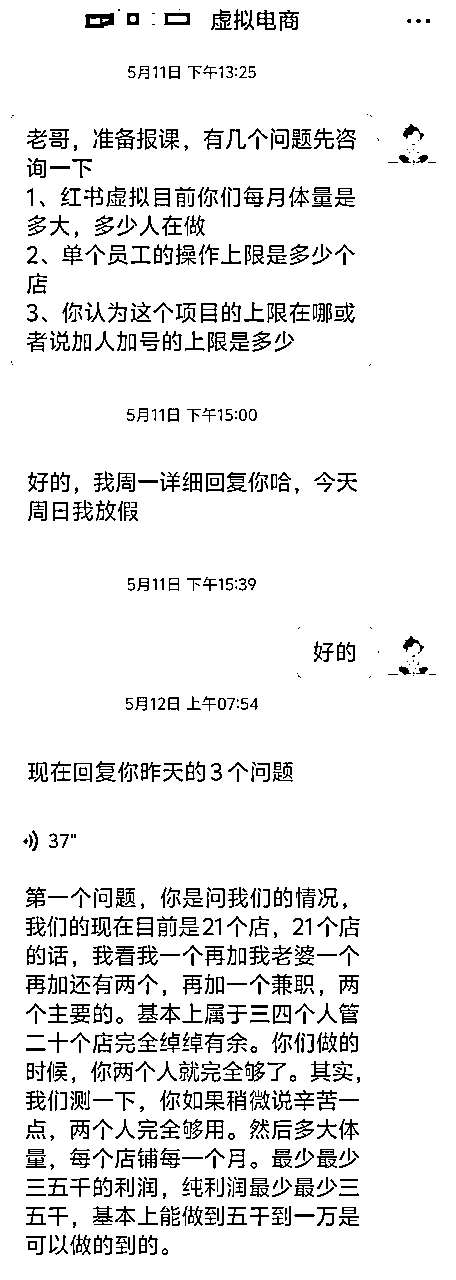 虚拟电商
5月11日 下午13:25
老哥，准备报课，有几个问题先咨
询一下
1、红书虚拟目前你们每月体量是
多大，多少人在做
2、单个员工的操作上限是多少个
店
3、你认为这个项目的上限在哪或
者说加人加号的上限是多少
5月11日 下午15:00
好的，我周一详细回复你哈，今天
周日我放假
5月11日 下午15:39
好的
5月12日 上午07:54
现在回复你昨天的3个问题
37"
第一个问题，你是问我们的情况，
我们的现在目前是21个店，21个店
的话，我看我一个再加我老婆一个
再加还有两个，再加一个兼职，两
个主要的。基本上属于三四个人管
二十个店完全绰绰有余。你们做的
时候，你两个人就完全够了。其实，
我们测一下，你如果稍微说辛苦一
点，两个人完全够用。然后多大体
量，每个店铺每一个月。最少最少
三五千的利润，纯利润最少最少三
五千，基本上能做到五千到一万是
可以做的到的。